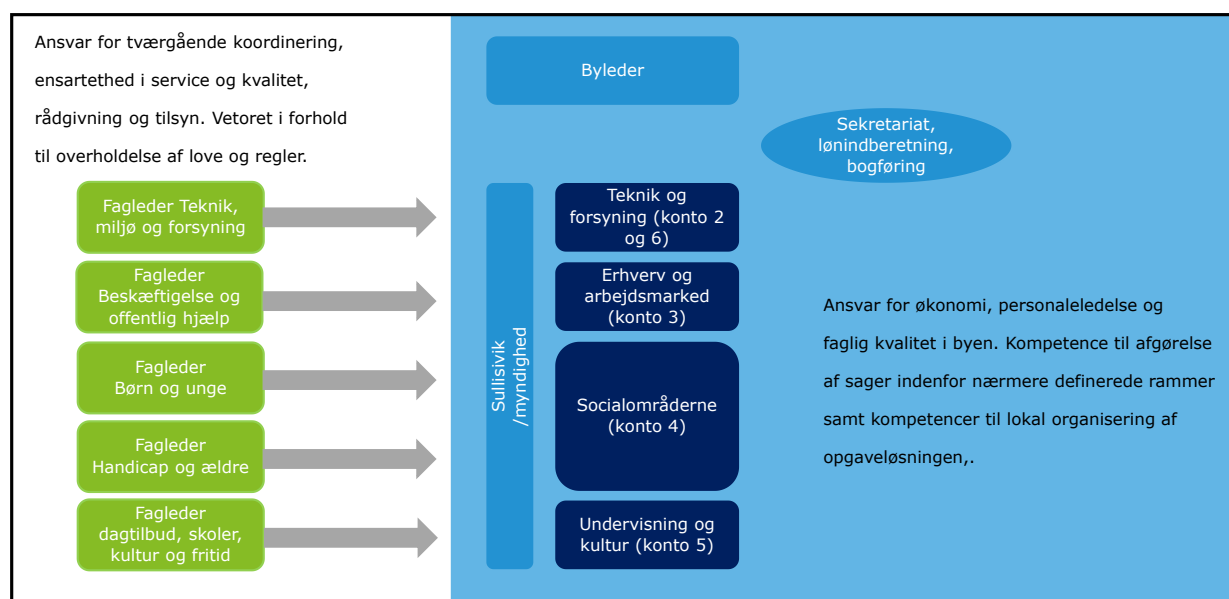 Ansvar for tværgående koordinering,
ensartethed i service og kvalitet,
rådgivning og tilsyn. Vetoret i forhold
til overholdelse af love og regler.
Fagleder Teknik,
miljø og forsyning
Fagleder
Beskæftigelse og
offentlig hjælp
Fagleder
Børn og unge
Fagleder
Handicap og ældre
Fagleder
dagtilbud, skoler,
kultur og fritid
Byleder
Sekretariat,
lønindberetning,
bogføring
Sullisivik
/myndighed
Teknik og
forsyning (konto 2
og 6)
Erhverv og
arbejdsmarked
(konto 3)
Socialområderne
(konto 4)
Undervisning og
kultur (konto 5)
Ansvar for økonomi, personaleledelse og
faglig kvalitet i byen. Kompetence til afgørelse
af sager indenfor nærmere definerede rammer
samt kompetencer til lokal organisering af
opgaveløsningen,.